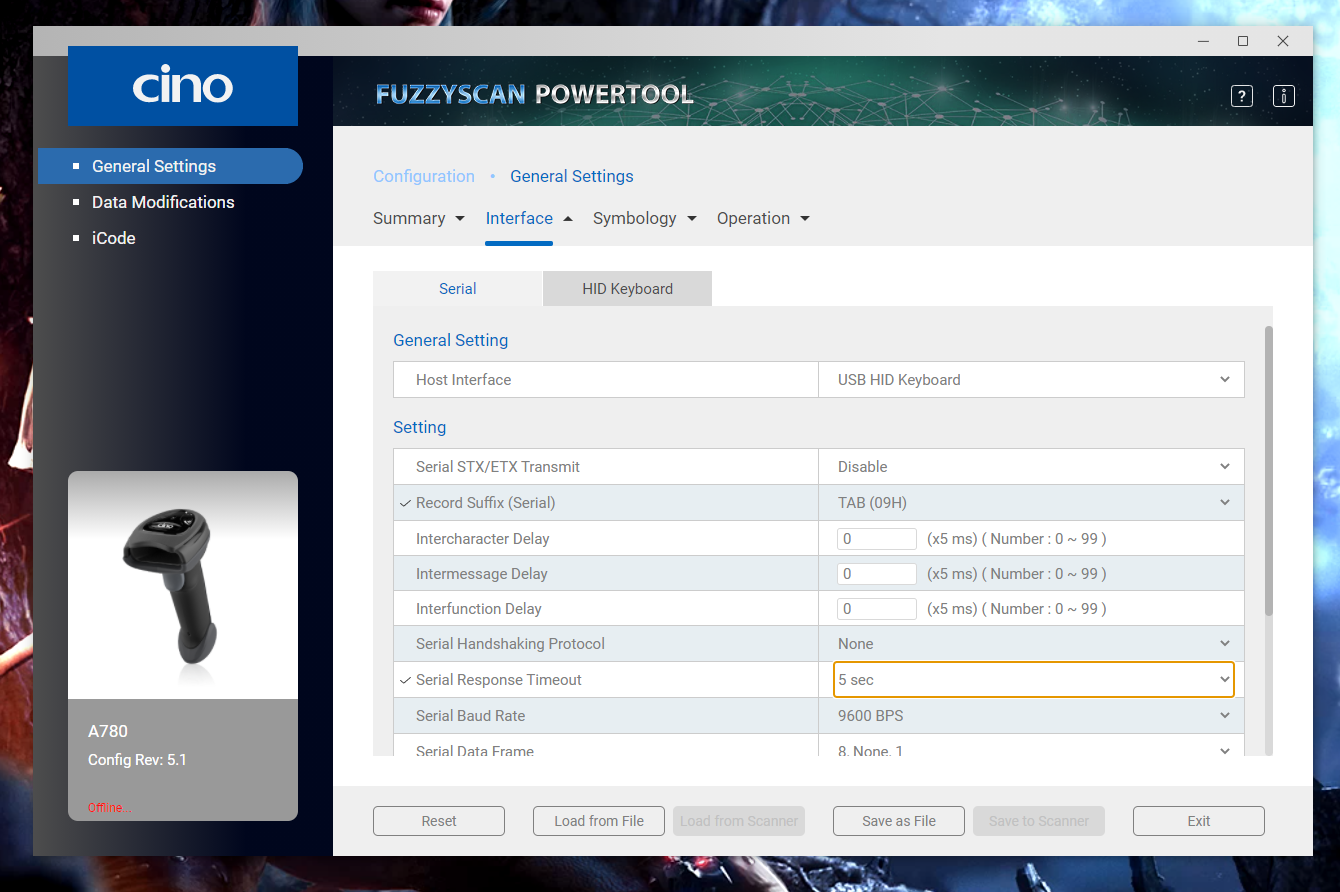 cino
FUZZYSCAN POWERTOOL
?
i
General Settings
Data Modifications
iCode
Configuration • General Settings
Summary Interface Symbology Operation
Serial HID Keyboard
General Setting
Host Interface USB HID Keyboard
Setting
Serial STX/ETX Transmit Disable
Record Suffix (Serial) TAB (09H)
Intercharacter Delay 0 (x5 ms) ( Number : 0 ~ 99 )
Intermessage Delay 0 (x5 ms) ( Number : 0 ~ 99 )
Interfunction Delay 0 (x5 ms) ( Number : 0 ~ 99 )
Serial Handshaking Protocol None
Serial Response Timeout 5 sec
Serial Baud Rate 9600 BPS
Serial Data Frame 8, None, 1
cino
A780
Config Rev: 5.1
Offline...
Reset Load from File Load from Scanner Save as File Save to Scanner Exit